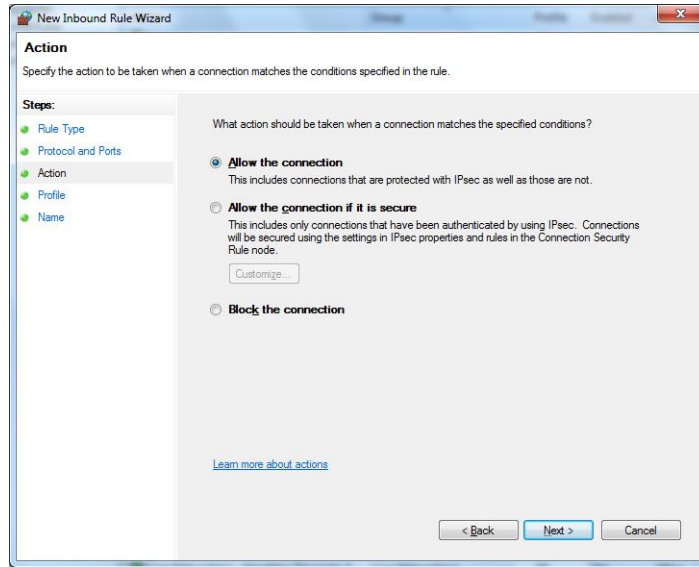 New Inbound Rule Wizard
Group
Profile
Enabled
Action
Specify the action to be taken when a connection matches the conditions specified in the rule.
Steps:
Rule Type
Protocol and Ports
Action
Profile
Name
What action should be taken when a connection matches the specified conditions?
Allow the connection
This includes connections that are protected with IPsec as well as those are not.
Allow the connection if it is secure
This includes only connections that have been authenticated by using IPsec. Connections
will be secured using the settings in IPsec properties and rules in the Connection Security
Rule node.
Customize...
Block the connection
Learn more about actions
< Back
Next >
Cancel